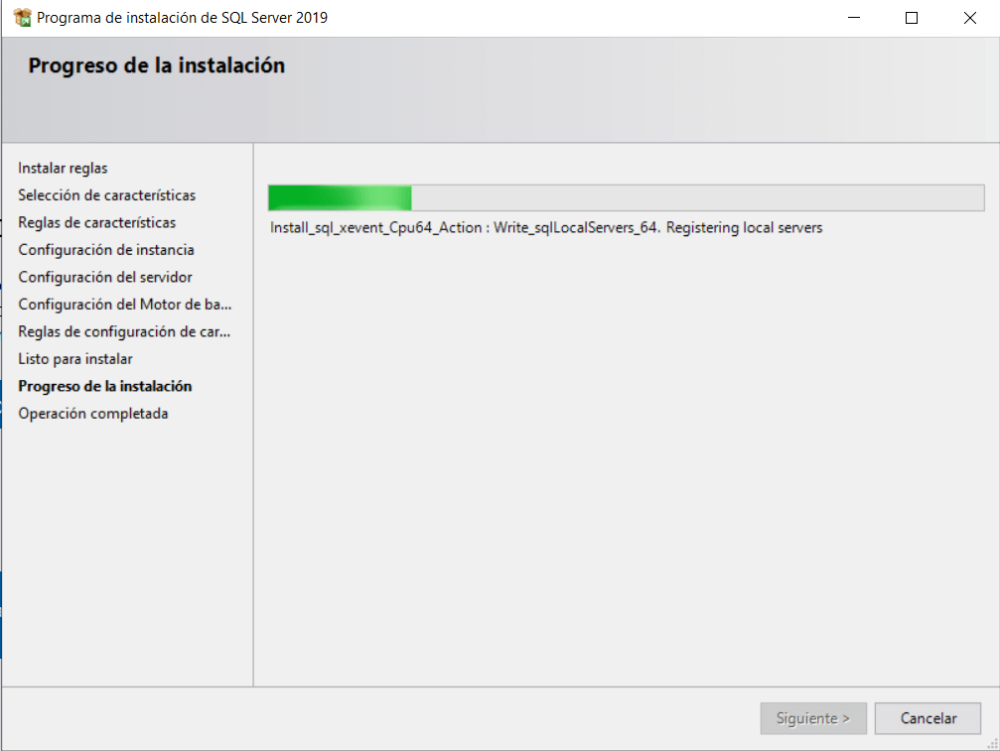 Programa de instalación de SQL Server 2019
Progreso de la instalación
Instalar reglas
Selección de características
Reglas de características
Configuración de instancia
Configuración del servidor
Configuración del Motor de ba...
Reglas de configuración de car...
Listo para instalar
Progreso de la instalación
Operación completada
Install_sql_xevent_Cpu64_Action : Write_sqlLocalServers_64. Registering local servers
Siguiente >
Cancelar